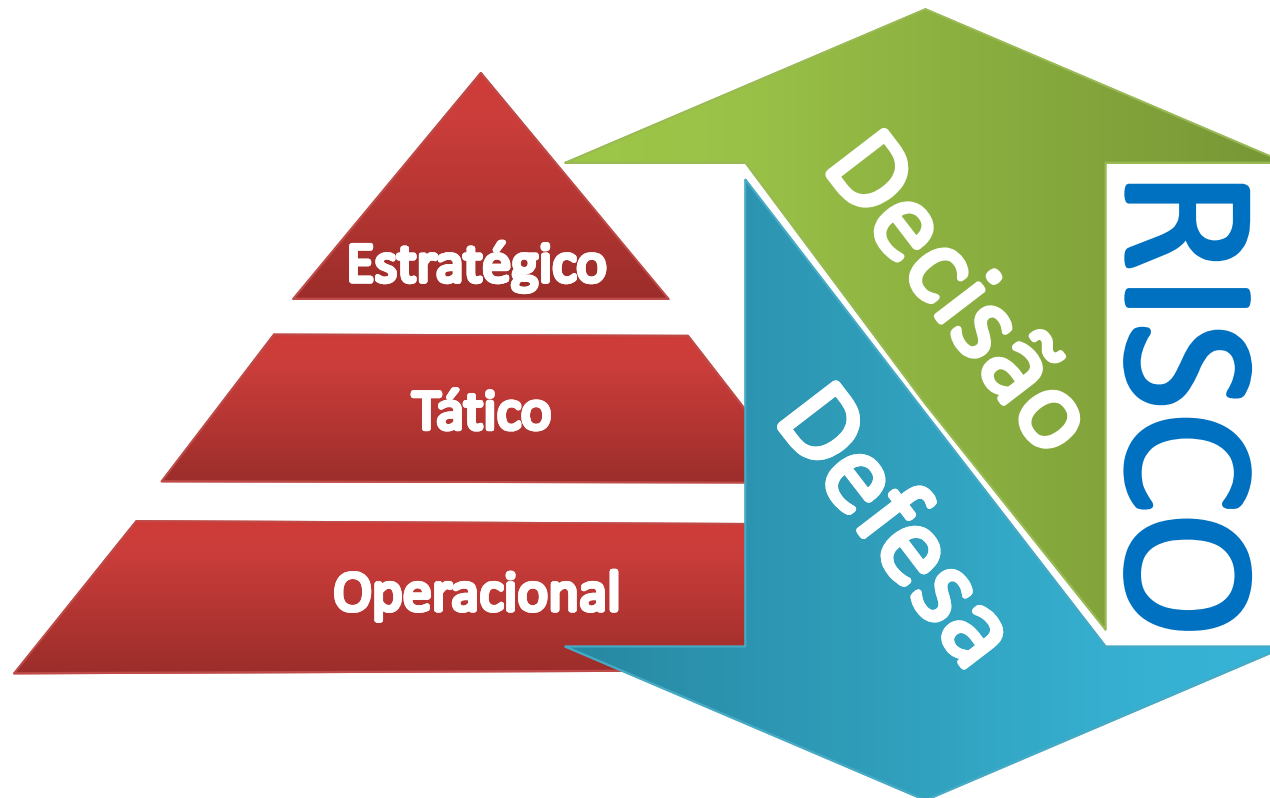 Estratégico
Tático
Operacional
Decisão
Defesa
RISCO